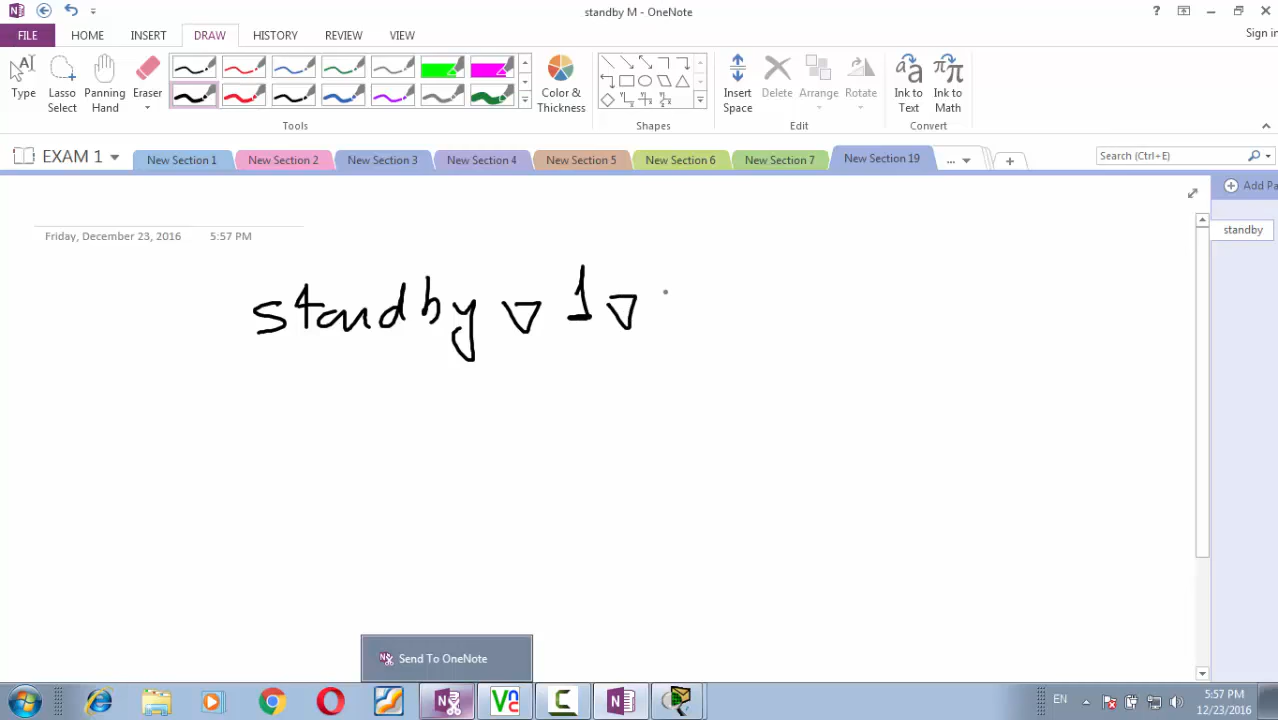 standby M - OneNote
?
Sign in
FILE HOME INSERT DRAW HISTORY REVIEW VIEW
Type Lasso Select Panning Hand Eraser Color & Thickness Insert Space Delete Arrange Rotate Ink to Text Ink to Math
Tools Shapes Edit Convert
EXAM 1 New Section 1 New Section 2 New Section 3 New Section 4 New Section 5 New Section 6 New Section 7 New Section 19 ... Search (Ctrl+E)
Add Pa
standby
Friday, December 23, 2016 5:57 PM
standby ▽ 1 ▽
Send To OneNote
EN 5:57 PM
12/23/2016